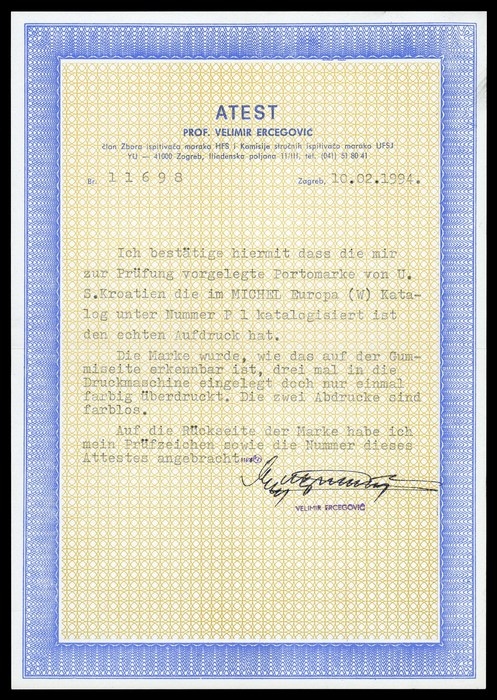 ATEST
PROF. VELIMIR ERCEGOVIĆ
član Zbora ispitivača maraka HFS i Komisije stručnih ispitivača maraka UFSJ
YU — 41000 Zagreb, Ilindenska poljana 11/III, tel. (041) 51 80 41
Br. 11698 Zagreb, 10.02.1994.
Ich bestätige hiermit dass die mir
zur Prüfung vorgelegte Portomarke von U.
S.Kroatien die im MICHEL Europa (W) Kata-
log unter Nummer P 1 katalogisiert ist
den echten Aufdruck hat.
Die Marke wurde, wie das auf der Gum-
miseite erkennbar ist, drei mal in die
Druckmaschine eingelegt doch nur einmal
farbig überdruckt. Die zwei Abdrucke sind
farblos.
Auf die Rückseite der Marke habe ich
mein Prüfzeichen sowie die Nummer dieses
Attestes angebracht.
VELIMIR ERCEGOVIĆ